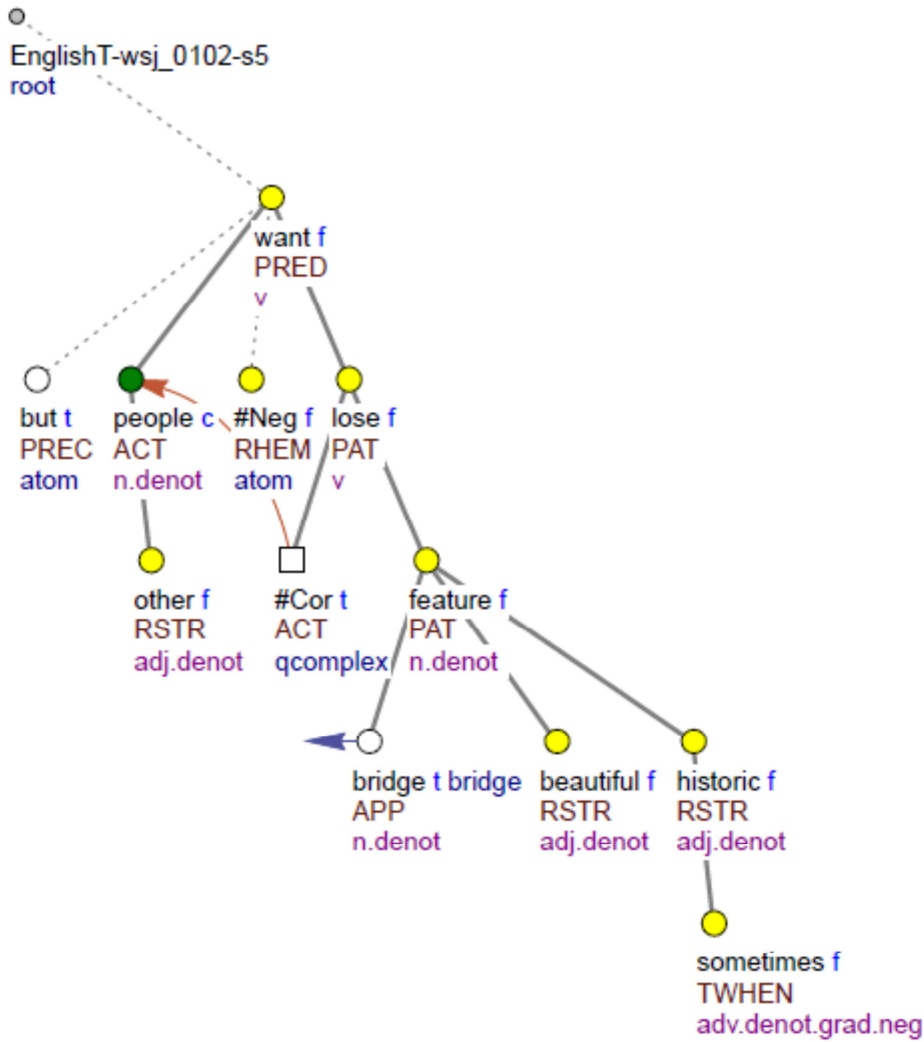 EnglishT-wsj_0102-s5
root
want f
PRED
v
but t
PREC
atom
people c
ACT
n.denot
#Neg f
RHEM
atom
lose f
PAT
v
other f
RSTR
adj.denot
#Cor t
ACT
qcomplex
feature f
PAT
n.denot
bridge t bridge
APP
n.denot
beautiful f
RSTR
adj.denot
historic f
RSTR
adj.denot
sometimes f
TWHEN
adv.denot.grad.neg